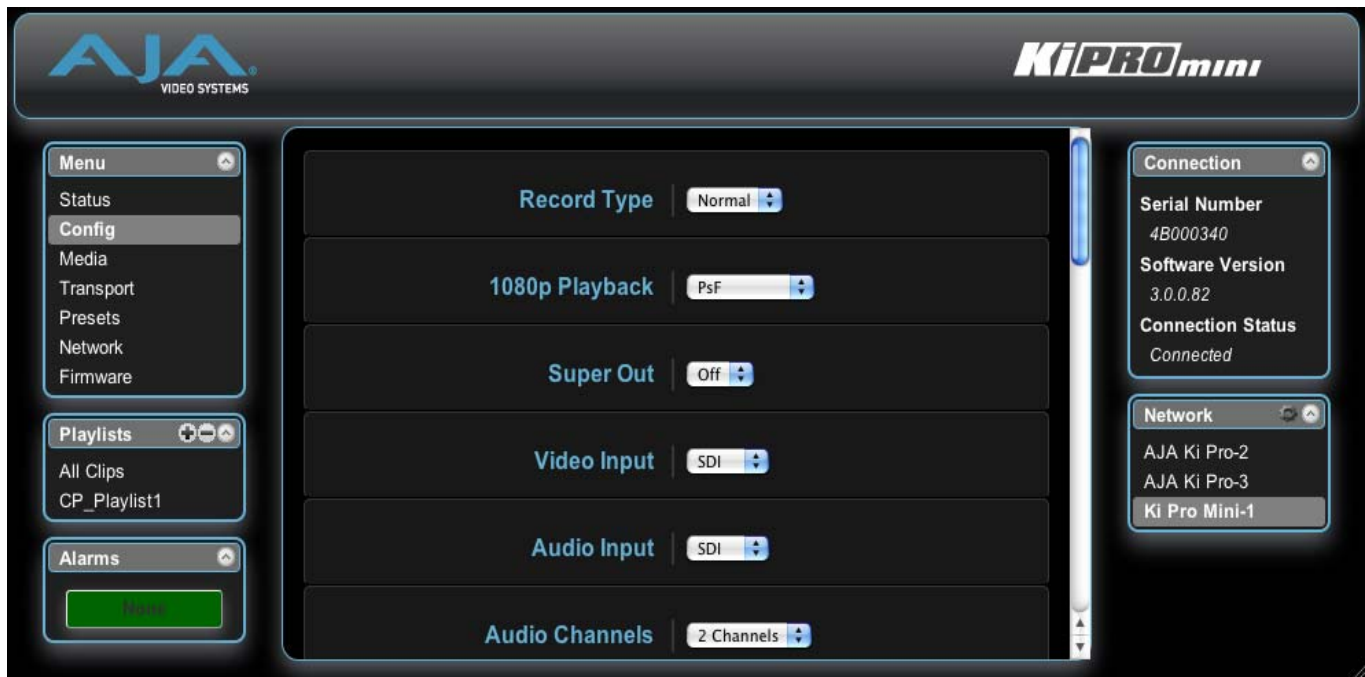 AJA®
VIDEO SYSTEMS
KiPRO mini
Menu
Status
Config
Media
Transport
Presets
Network
Firmware
Playlists
All Clips
CP_Playlist1
Alarms
None
Record Type Normal
1080p Playback PsF
Super Out Off
Video Input SDI
Audio Input SDI
Audio Channels 2 Channels
Connection
Serial Number
4B000340
Software Version
3.0.0.82
Connection Status
Connected
Network
AJA Ki Pro-2
AJA Ki Pro-3
Ki Pro Mini-1